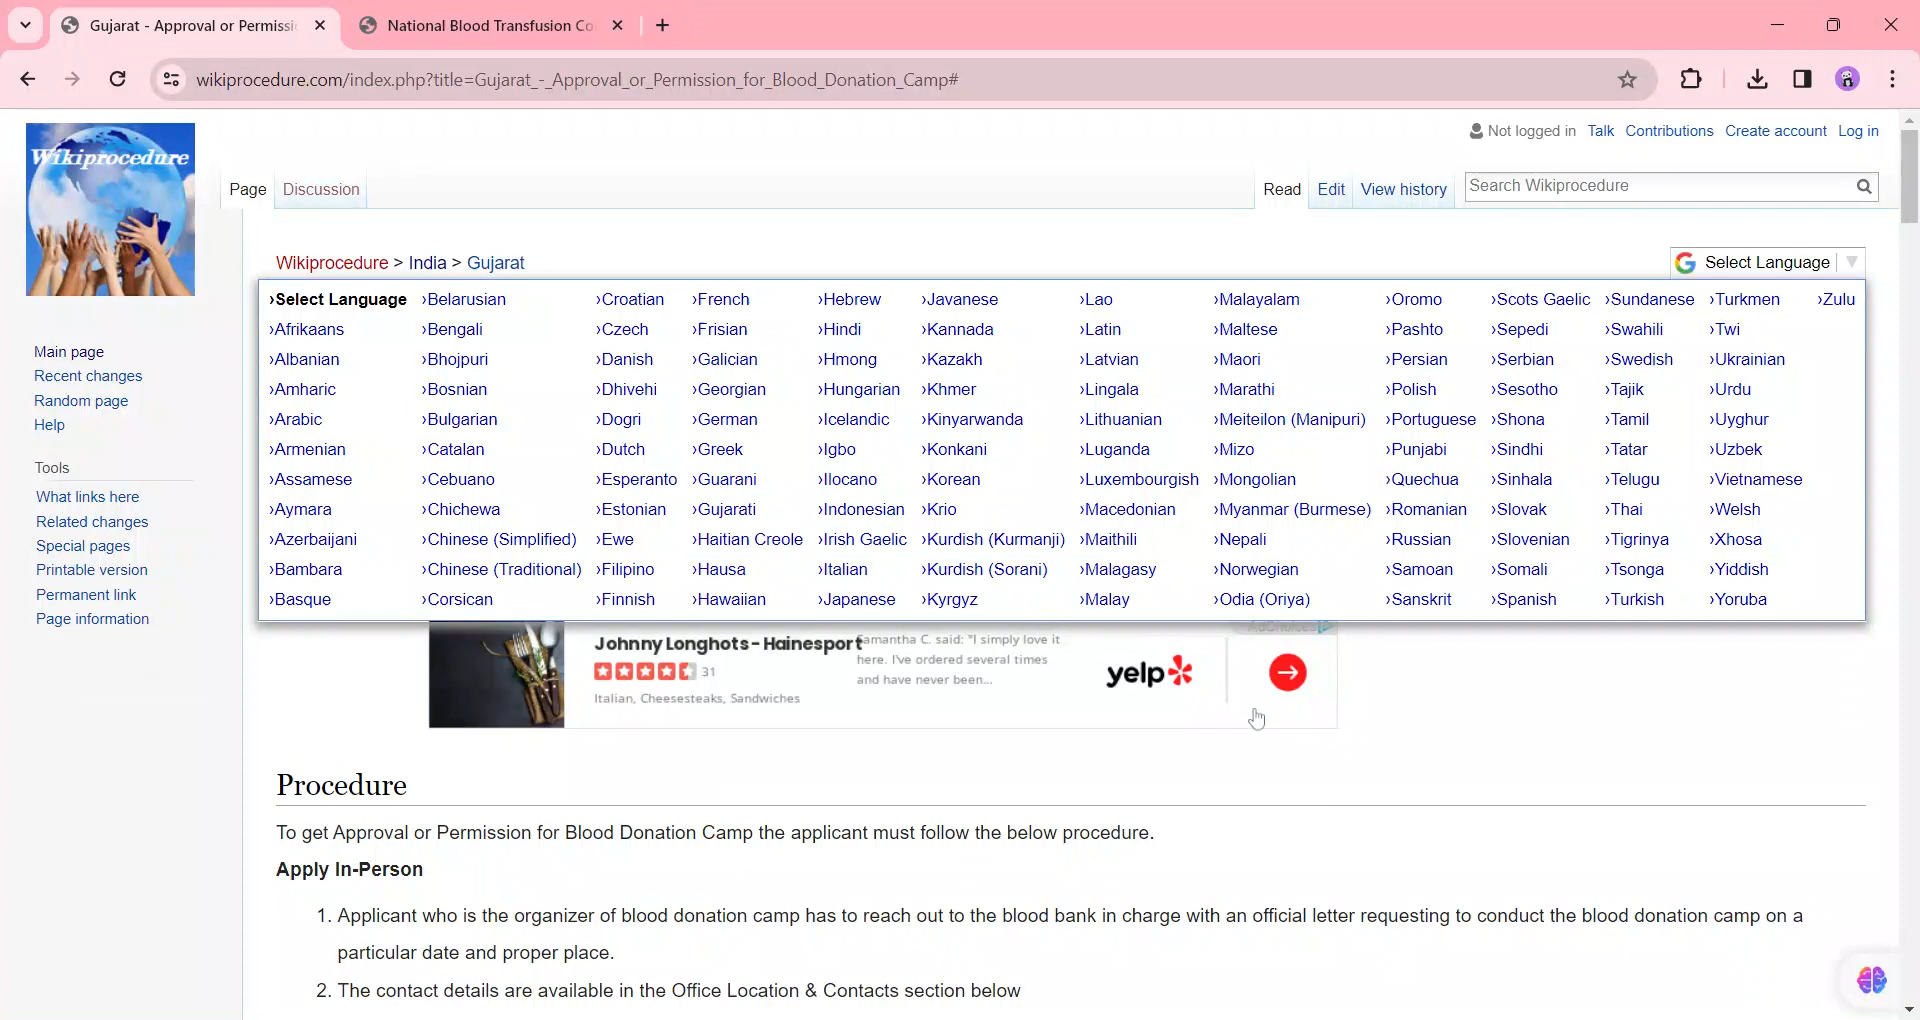 Gujarat - Approval or Permissi
National Blood Transfusion Co
wikiprocedure.com/index.php?title=Gujarat_-_Approval_or_Permission_for_Blood_Donation_Camp#
Wikiprocedure
Not logged in Talk Contributions Create account Log in
Page Discussion Read Edit View history Search Wikiprocedure
Wikiprocedure > India > Gujarat
Select Language
Main page
Recent changes
Random page
Help
Tools
What links here
Related changes
Special pages
Printable version
Permanent link
Page information
›Select Language ›Belarusian ›Croatian ›French ›Hebrew ›Javanese ›Lao ›Malayalam ›Oromo ›Scots Gaelic ›Sundanese ›Turkmen ›Zulu
›Afrikaans ›Bengali ›Czech ›Frisian ›Hindi ›Kannada ›Latin ›Maltese ›Pashto ›Sepedi ›Swahili ›Twi
›Albanian ›Bhojpuri ›Danish ›Galician ›Hmong ›Kazakh ›Latvian ›Maori ›Persian ›Serbian ›Swedish ›Ukrainian
›Amharic ›Bosnian ›Dhivehi ›Georgian ›Hungarian ›Khmer ›Lingala ›Marathi ›Polish ›Sesotho ›Tajik ›Urdu
›Arabic ›Bulgarian ›Dogri ›German ›Icelandic ›Kinyarwanda ›Lithuanian ›Meiteilon (Manipuri) ›Portuguese ›Shona ›Tamil ›Uyghur
›Armenian ›Catalan ›Dutch ›Greek ›Igbo ›Konkani ›Luganda ›Mizo ›Punjabi ›Sindhi ›Tatar ›Uzbek
›Assamese ›Cebuano ›Esperanto ›Guarani ›Ilocano ›Korean ›Luxembourgish ›Mongolian ›Quechua ›Sinhala ›Telugu ›Vietnamese
›Aymara ›Chichewa ›Estonian ›Gujarati ›Indonesian ›Krio ›Macedonian ›Myanmar (Burmese) ›Romanian ›Slovak ›Thai ›Welsh
›Azerbaijani ›Chinese (Simplified) ›Ewe ›Haitian Creole ›Irish Gaelic ›Kurdish (Kurmanji) ›Maithili ›Nepali ›Russian ›Slovenian ›Tigrinya ›Xhosa
›Bambara ›Chinese (Traditional) ›Filipino ›Hausa ›Italian ›Kurdish (Sorani) ›Malagasy ›Norwegian ›Samoan ›Somali ›Tsonga ›Yiddish
›Basque ›Corsican ›Finnish ›Hawaiian ›Japanese ›Kyrgyz ›Malay ›Odia (Oriya) ›Sanskrit ›Spanish ›Turkish ›Yoruba
AdChoices
Johnny Longhots - Hainesport
31
Italian, Cheesesteaks, Sandwiches
Samantha C. said: "I simply love it
here. I've ordered several times
and have never been...
yelp
Procedure
To get Approval or Permission for Blood Donation Camp the applicant must follow the below procedure.
Apply In-Person
1. Applicant who is the organizer of blood donation camp has to reach out to the blood bank in charge with an official letter requesting to conduct the blood donation camp on a
particular date and proper place.
2. The contact details are available in the Office Location & Contacts section below